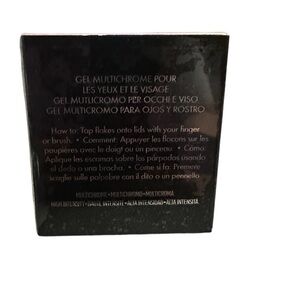 GEL MULTICHROME POUR
LES YEUX ET LE VISAGE
GEL MUTLICROMO PER OCCHI E VISO
GEL MULTICROMO PARA OJOS Y ROSTRO
How to: Tap flakes onto lids with your finger
or brush. • Comment: Appuyer les flocons sur les
paupières avec le doigt ou un pinceau. • Cómo:
Aplique las escamas sobre los párpados usando
el dedo o una brocha. • Come si fa: Premere
scaglie sulle palpebre con il dito o un pennello.
MULTICHROME • MULTICHROMO • MULTICROMA
HIGH INTENSITY • HAUTE INTENSITÉ • ALTA INTENSIDAD • ALTA INTENSITÀ